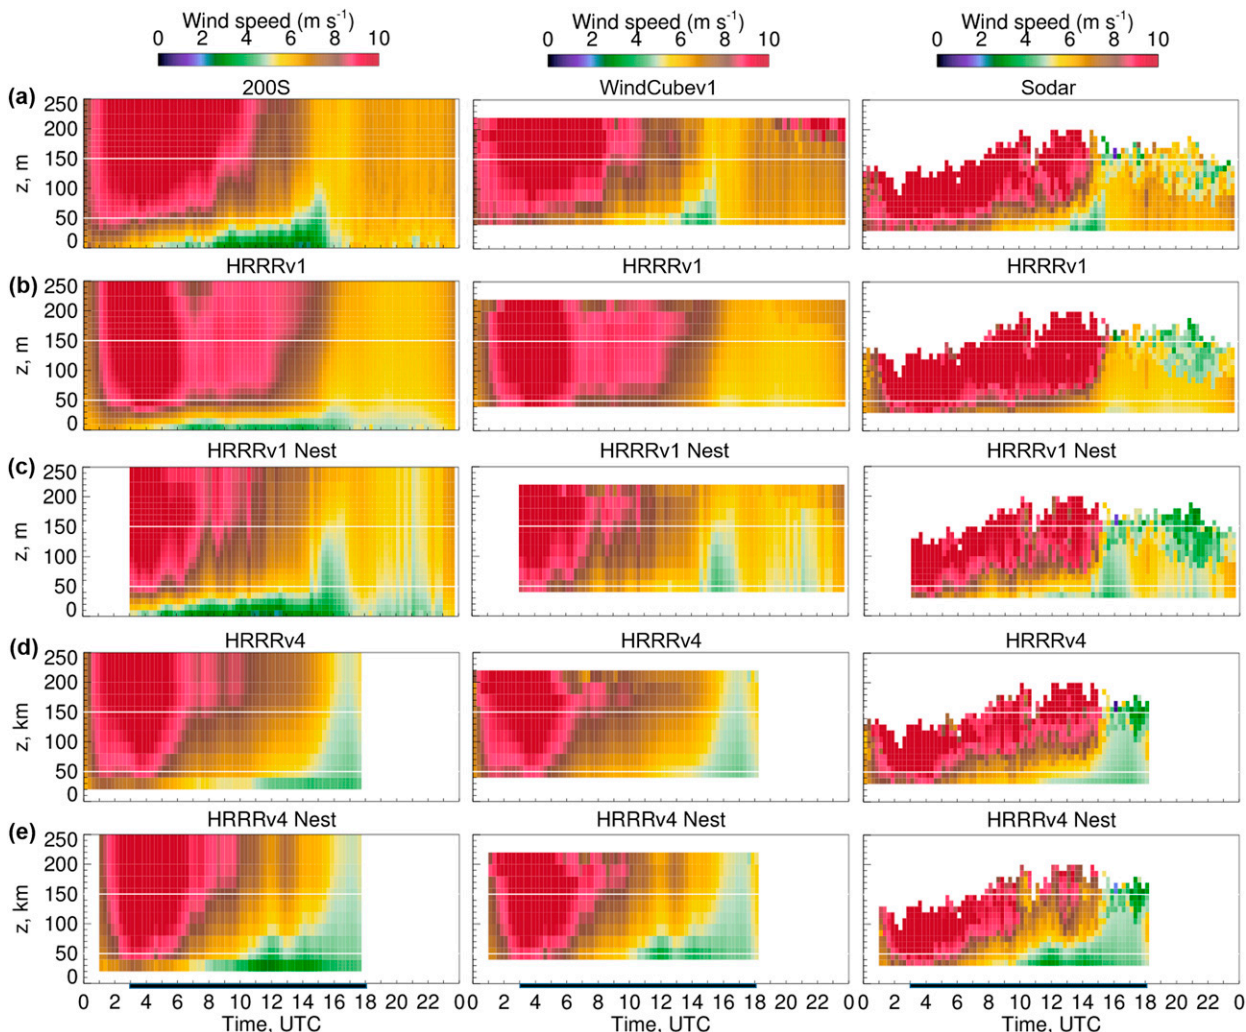 Wind speed (m s⁻¹) Wind speed (m s⁻¹) Wind speed (m s⁻¹)
0 2 4 6 8 10 0 2 4 6 8 10 0 2 4 6 8 10
(a) 200S WindCubev1 Sodar
250
200
150
100
50
0
z, m
(b) HRRRv1 HRRRv1 HRRRv1
250
200
150
100
50
0
z, m
(c) HRRRv1 Nest HRRRv1 Nest HRRRv1 Nest
250
200
150
100
50
0
z, m
(d) HRRRv4 HRRRv4 HRRRv4
250
200
150
100
50
0
z, km
(e) HRRRv4 Nest HRRRv4 Nest HRRRv4 Nest
250
200
150
100
50
0
z, km
0 2 4 6 8 10 12 14 16 18 20 22 0 2 4 6 8 10 12 14 16 18 20 22 0 2 4 6 8 10 12 14 16 18 20 22 0
Time, UTC Time, UTC Time, UTC